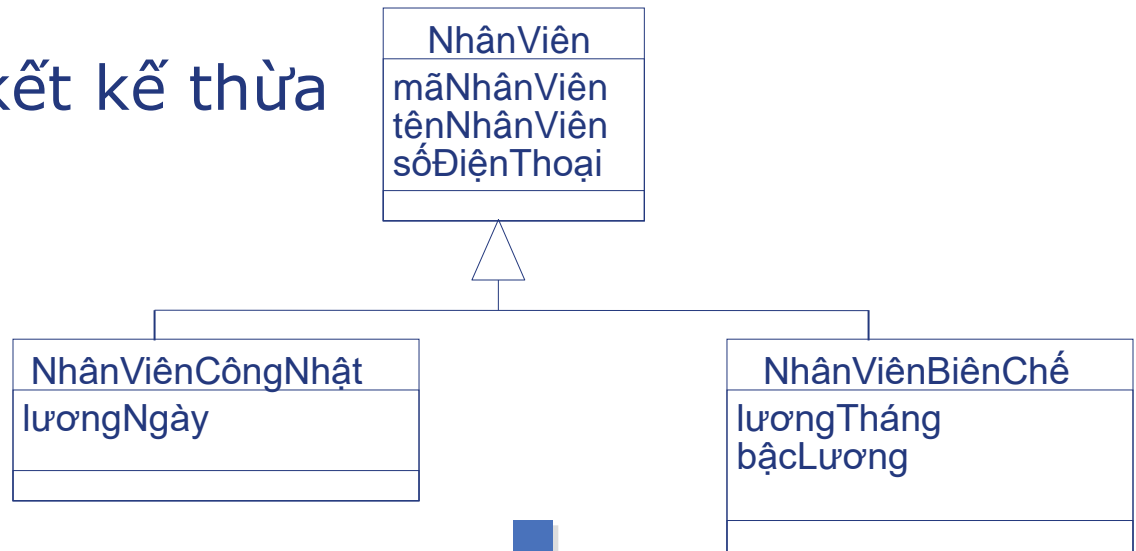 NhânViên
kết kế thừa
mãNhânViên
tênNhânViên
sốĐiệnThoại
NhânViênCôngNhật
lươngNgày
NhânViênBiênChế
lươngTháng
bậcLương